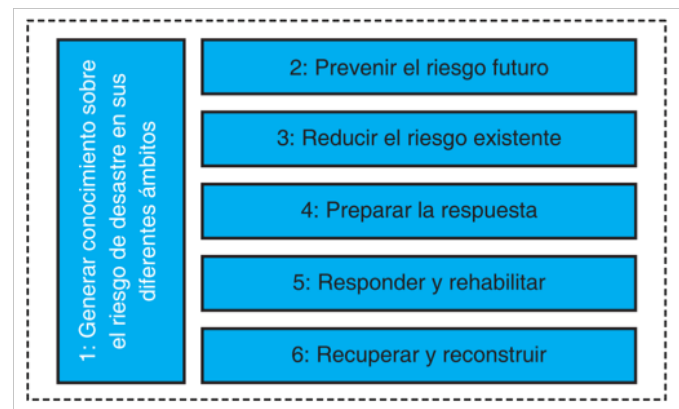 1: Generar conocimiento sobre
el riesgo de desastre en sus
diferentes ámbitos
2: Prevenir el riesgo futuro
3: Reducir el riesgo existente
4: Preparar la respuesta
5: Responder y rehabilitar
6: Recuperar y reconstruir